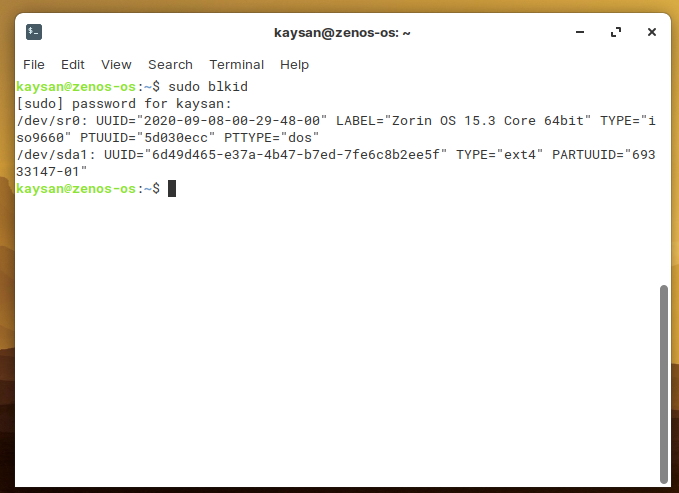 kaysan@zenos-os: ~
File Edit View Search Terminal Help
kaysan@zenos-os:~$ sudo blkid
[sudo] password for kaysan:
/dev/sr0: UUID="2020-09-08-00-29-48-00" LABEL="Zorin OS 15.3 Core 64bit" TYPE="i
so9660" PTUUID="5d030ecc" PTTYPE="dos"
/dev/sda1: UUID="6d49d465-e37a-4b47-b7ed-7fe6c8b2ee5f" TYPE="ext4" PARTUUID="693
33147-01"
kaysan@zenos-os:~$